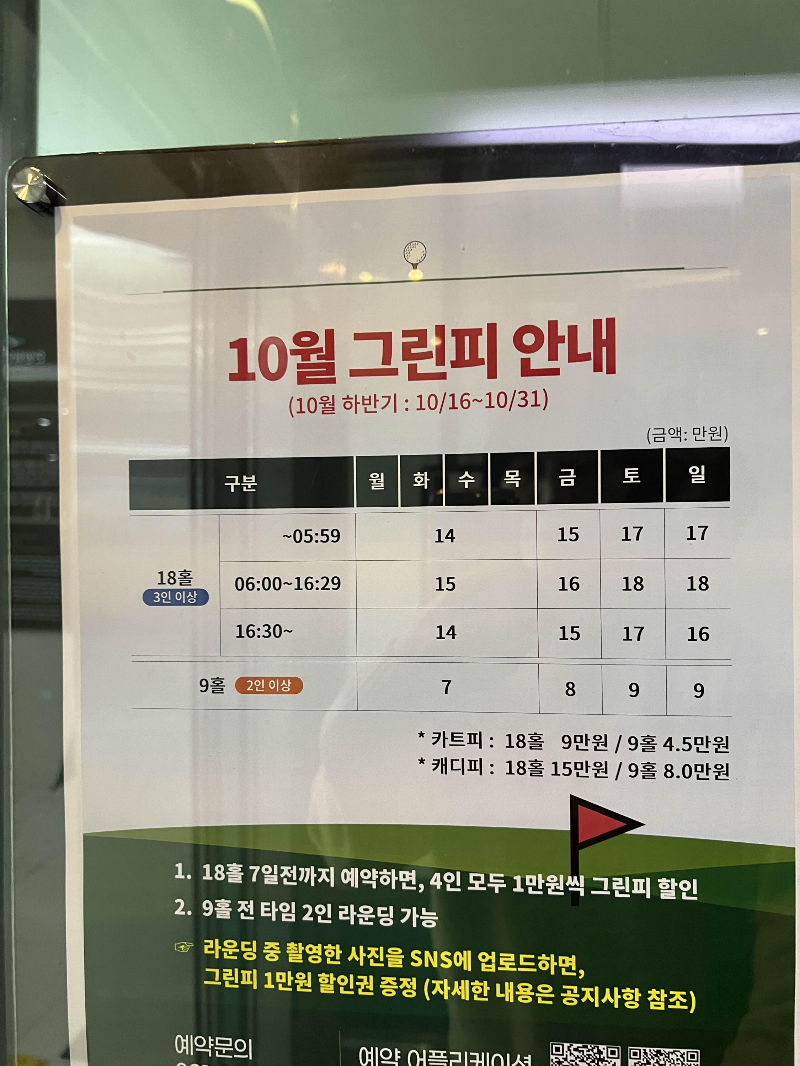 10월 그린피 안내
(10월 하반기 : 10/16~10/31)
(금액: 만원)
구분 월 화 수 목 금 토 일
~05:59 14 15 17 17
18홀
3인 이상
06:00~16:29 15 16 18 18
16:30~ 14 15 17 16
9홀 2인 이상 7 8 9 9
* 카트피 : 18홀 9만원 / 9홀 4.5만원
* 캐디피 : 18홀 15만원 / 9홀 8.0만원
1. 18홀 7일전까지 예약하면, 4인 모두 1만원씩 그린피 할인
2. 9홀 전 타임 2인 라운딩 가능
☞ 라운딩 중 촬영한 사진을 SNS에 업로드하면,
그린피 1만원 할인권 증정 (자세한 내용은 공지사항 참조)
예약문의
예약 어플리케이션